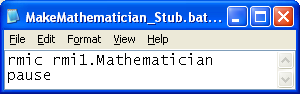 MakeMathematician_Stub.bat...
File Edit Format View Help
rmic rmi1.Mathematician
pause